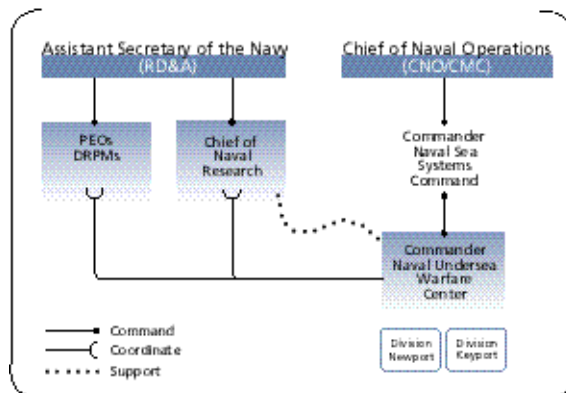 Assistant Secretary of the Navy
(RD&A)
Chief of Naval Operations
(CNO/CMC)
PEOs
DRPMs
Chief of
Naval
Research
Commander
Naval Sea
Systems
Command
Commander
Naval Undersea
Warfare
Center
Command
Coordinate
Support
Division
Newport
Division
Keyport